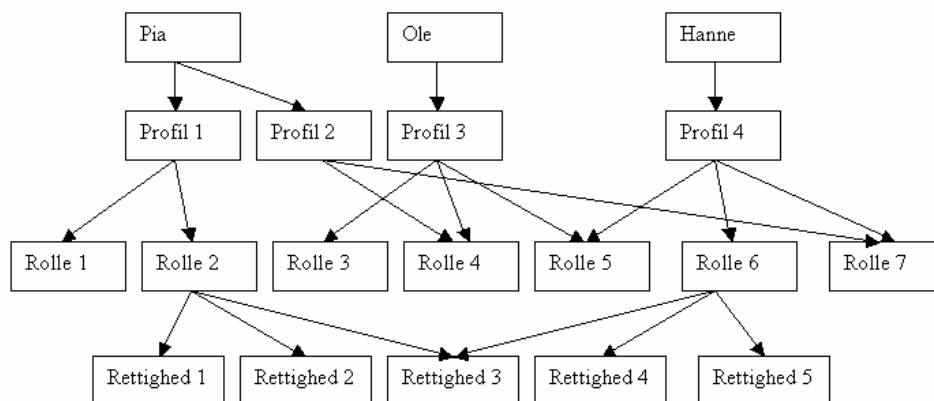 Pia
Ole
Hanne
Profil 1
Profil 2
Profil 3
Profil 4
Rolle 1
Rolle 2
Rolle 3
Rolle 4
Rolle 5
Rolle 6
Rolle 7
Rettighed 1
Rettighed 2
Rettighed 3
Rettighed 4
Rettighed 5